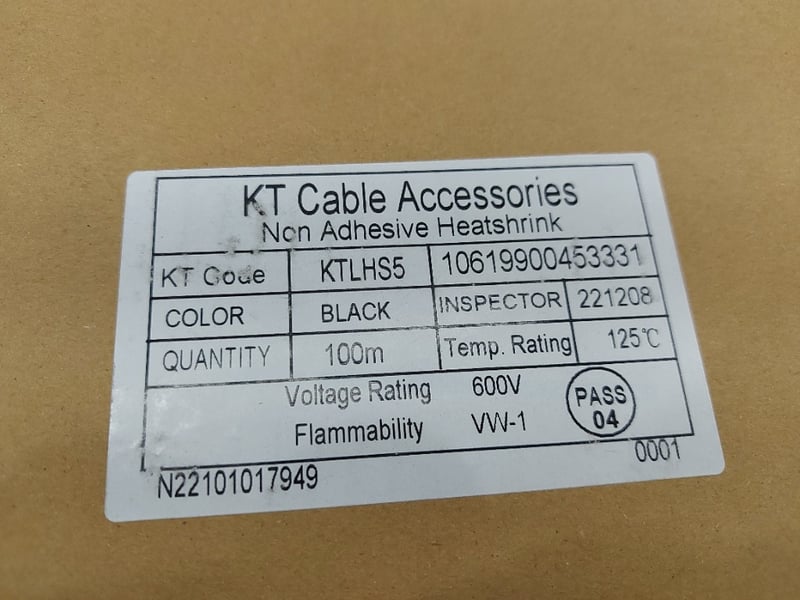 KT Cable Accessories
Non Adhesive Heatshrink
KT Code KTLHS5 10619900453331
COLOR BLACK INSPECTOR 221208
QUANTITY 100m Temp. Rating 125℃
Voltage Rating 600V
Flammability VW-1
PASS
04
N22101017949 0001